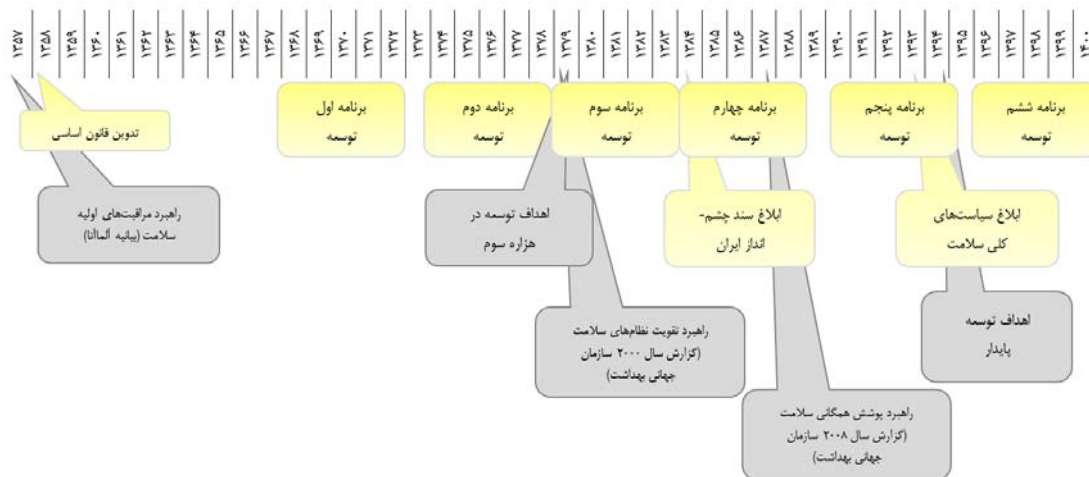 ۱۳۵۷ ۱۳۵۸ ۱۳۵۹ ۱۳۶۰ ۱۳۶۱ ۱۳۶۲ ۱۳۶۳ ۱۳۶۴ ۱۳۶۵ ۱۳۶۶ ۱۳۶۷ ۱۳۶۸ ۱۳۶۹ ۱۳۷۰ ۱۳۷۱ ۱۳۷۲ ۱۳۷۳ ۱۳۷۴ ۱۳۷۵ ۱۳۷۶ ۱۳۷۷ ۱۳۷۸ ۱۳۷۹ ۱۳۸۰ ۱۳۸۱ ۱۳۸۲ ۱۳۸۳ ۱۳۸۴ ۱۳۸۵ ۱۳۸۶ ۱۳۸۷ ۱۳۸۸ ۱۳۸۹ ۱۳۹۰ ۱۳۹۱ ۱۳۹۲ ۱۳۹۳ ۱۳۹۴ ۱۳۹۵ ۱۳۹۶ ۱۳۹۷ ۱۳۹۸ ۱۳۹۹ ۱۴۰۰
تدوین قانون اساسی
برنامه اول
توسعه
برنامه دوم
توسعه
برنامه سوم
توسعه
برنامه چهارم
توسعه
برنامه پنجم
توسعه
برنامه ششم
توسعه
راهبرد مراقبت‌های اولیه
سلامت (بیانیه آلماآتا)
اهداف توسعه در
هزاره سوم
ابلاغ سند چشم-
انداز ایران
ابلاغ سیاست‌های
کلی سلامت
راهبرد تقویت نظام‌های سلامت
(گزارش سال ۲۰۰۰ سازمان
جهانی بهداشت)
اهداف توسعه
پایدار
راهبرد پوشش همگانی سلامت
(گزارش سال ۲۰۰۸ سازمان
جهانی بهداشت)